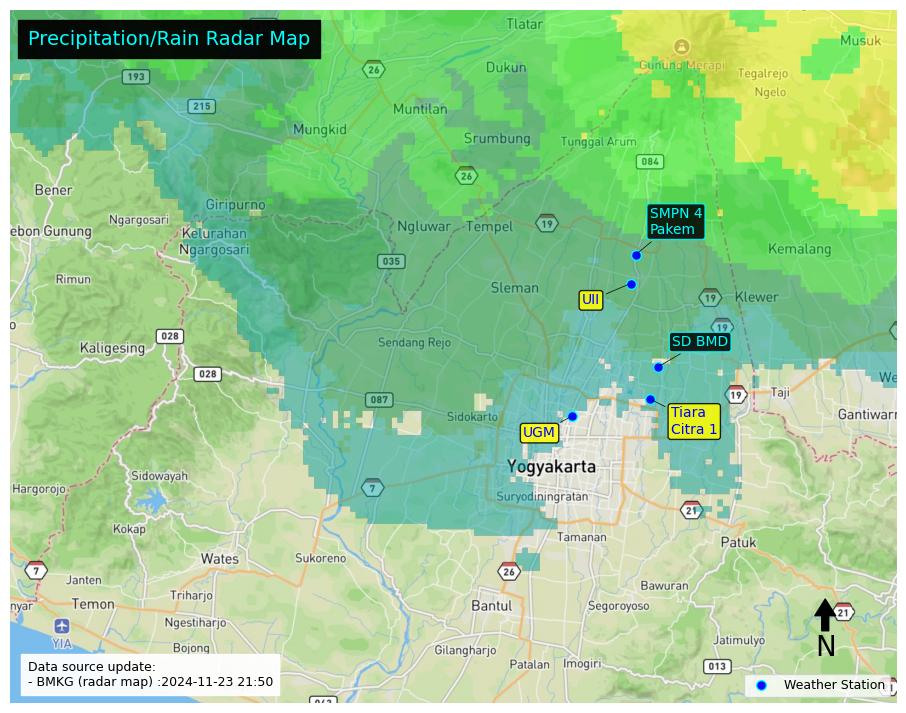 Precipitation/Rain Radar Map
Tlatar
Musuk
Gunung Merapi
26
Dukun
Tegalrejo
193
Ngelo
215
Muntilan
Mungkid
Srumbung
Tunggal Arum
084
26
Bener
Giripurno
SMPN 4
Pakem
Ngargosari
Ngluwar
Tempel
19
ebon Gunung
Kelurahan
Ngargosari
Kemalang
035
Rimun
Sleman
UII
19
Klewer
19
028
Sendang Rejo
SD BMD
Kaligesing
028
We
087
19
Taji
Sidokarto
Tiara
Citra 1
Gantiwarn
UGM
Yogyakarta
Sidowayah
Hargorojo
7
Suryodiningratan
21
Kokap
Tamanan
Patuk
Wates
Sukoreno
7
26
Janten
Bawuran
nyar
Temon
Triharjo
Bantul
Segoroyoso
21
Ngestiharjo
YIA
N
Bojong
Gilangharjo
Jatimulyo
Patalan
Imogiri
013
Data source update:
- BMKG (radar map) :2024-11-23 21:50
Weather Station